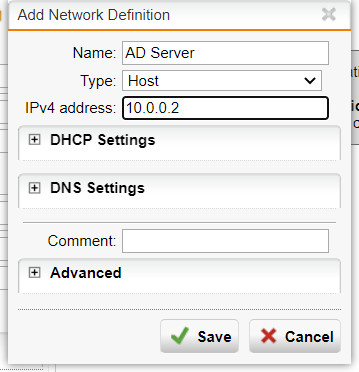 Add Network Definition
Name: AD Server
Type: Host
IPv4 address: 10.0.0.2
DHCP Settings
DNS Settings
Comment:
Advanced
Save Cancel